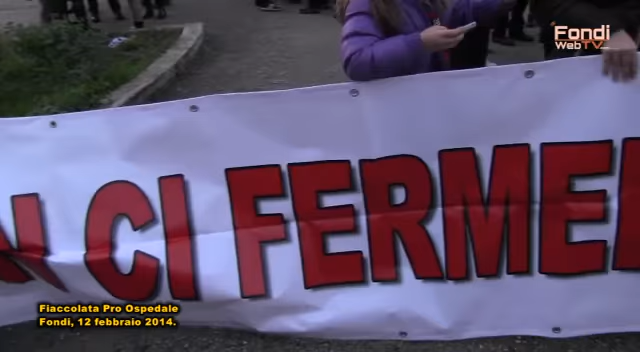 Fondi
WebTV
N CI FERME
Fiaccolata Pro Ospedale
Fondi, 12 febbraio 2014.